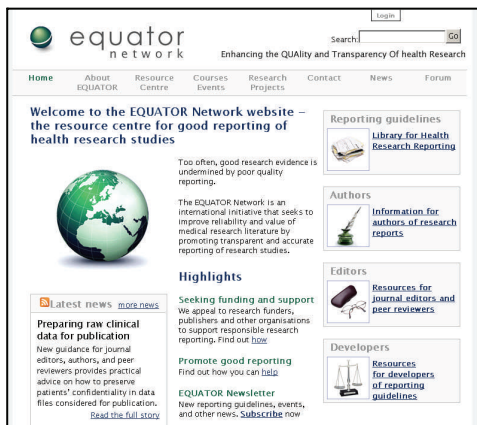 Login
equator
network
Search:
Go
Enhancing the QUAlity and Transparency Of health Research
Home
About
EQUATOR
Resource
Centre
Courses
Events
Research
Projects
Contact
News
Forum
Welcome to the EQUATOR Network website –
the resource centre for good reporting of
health research studies
Too often, good research evidence is
undermined by poor quality
reporting.
The EQUATOR Network is an
international initiative that seeks to
improve reliability and value of
medical research literature by
promoting transparent and accurate
reporting of research studies.
Highlights
Seeking funding and support
We appeal to research funders,
publishers and other organisations
to support responsible research
reporting. Find out how
Promote good reporting
Find out how you can help
EQUATOR Newsletter
New reporting guidelines, events,
and other news. Subscribe now
Latest news more news
Preparing raw clinical
data for publication
New guidance for journal
editors, authors, and peer
reviewers provides practical
advice on how to preserve
patients' confidentiality in data
files considered for publication.
Read the full story
Reporting guidelines
Library for Health
Research Reporting
Authors
Information for
authors of research
reports
Editors
Resources for
journal editors and
peer reviewers
Developers
Resources
for developers
of reporting
guidelines